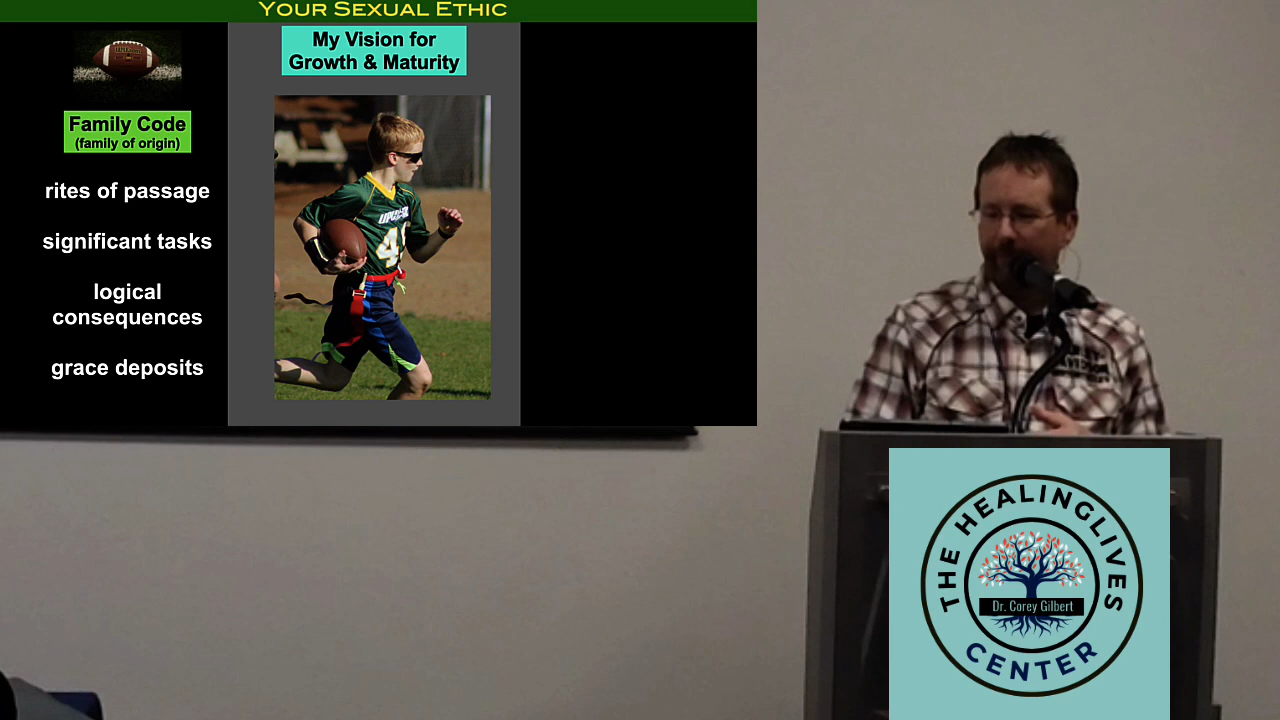 Your Sexual Ethic
My Vision for
Growth & Maturity
Family Code
(family of origin)
rites of passage
significant tasks
logical
consequences
grace deposits
THE HEALINGLIVES
Dr. Corey Gilbert
CENTER